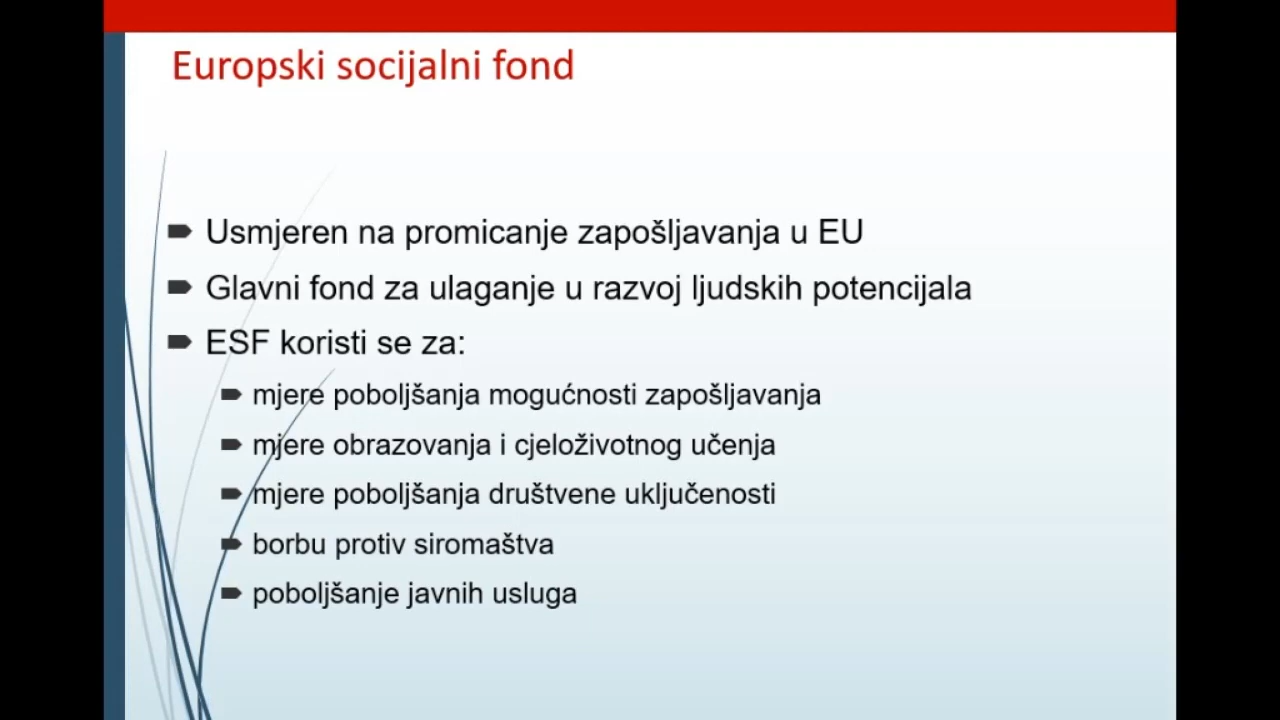 Europski socijalni fond
Usmjeren na promicanje zapošljavanja u EU
Glavni fond za ulaganje u razvoj ljudskih potencijala
ESF koristi se za:
mjere poboljšanja mogućnosti zapošljavanja
mjere obrazovanja i cjeloživotnog učenja
mjere poboljšanja društvene uključenosti
borbu protiv siromaštva
poboljšanje javnih usluga